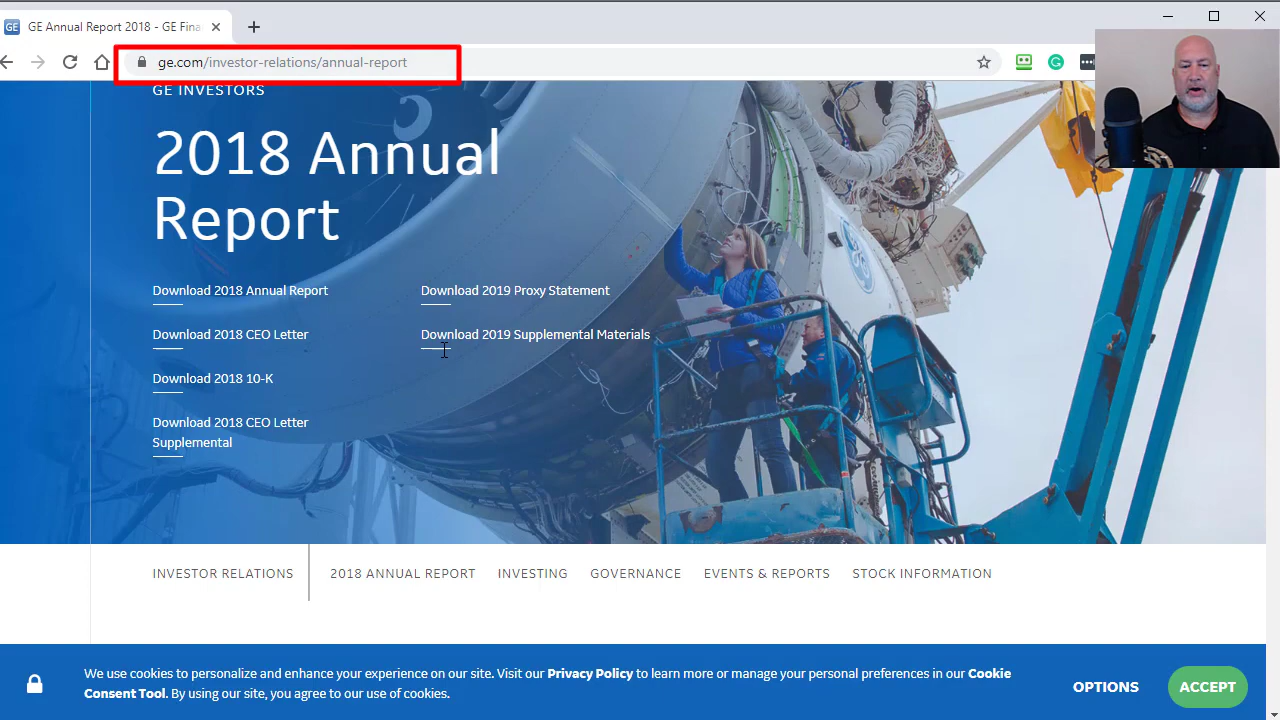 GE Annual Report 2018 - GE Fina
ge.com/investor-relations/annual-report
GE INVESTORS
2018 Annual
Report
Download 2018 Annual Report
Download 2019 Proxy Statement
Download 2018 CEO Letter
Download 2019 Supplemental Materials
Download 2018 10-K
Download 2018 CEO Letter
Supplemental
INVESTOR RELATIONS
2018 ANNUAL REPORT
INVESTING
GOVERNANCE
EVENTS & REPORTS
STOCK INFORMATION
We use cookies to personalize and enhance your experience on our site. Visit our Privacy Policy to learn more or manage your personal preferences in our Cookie
Consent Tool. By using our site, you agree to our use of cookies.
OPTIONS
ACCEPT